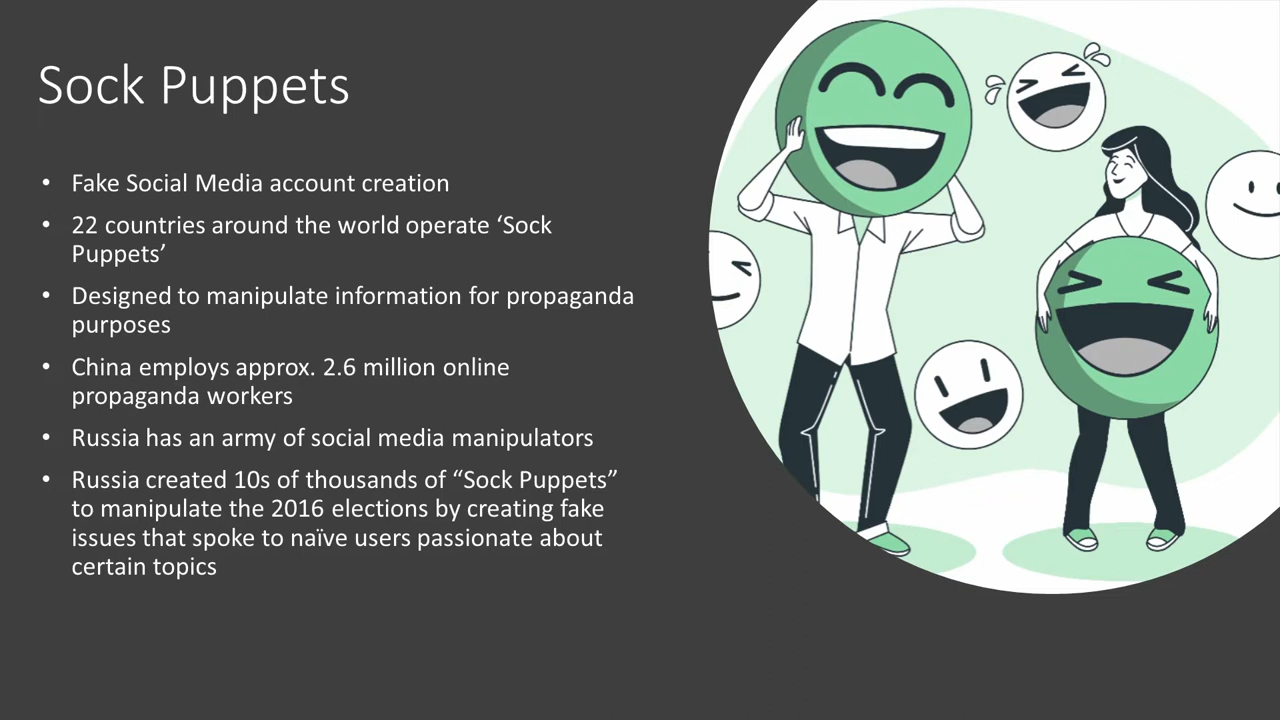 Sock Puppets
• Fake Social Media account creation
• 22 countries around the world operate ‘Sock
Puppets’
• Designed to manipulate information for propaganda
purposes
• China employs approx. 2.6 million online
propaganda workers
• Russia has an army of social media manipulators
• Russia created 10s of thousands of “Sock Puppets”
to manipulate the 2016 elections by creating fake
issues that spoke to naïve users passionate about
certain topics